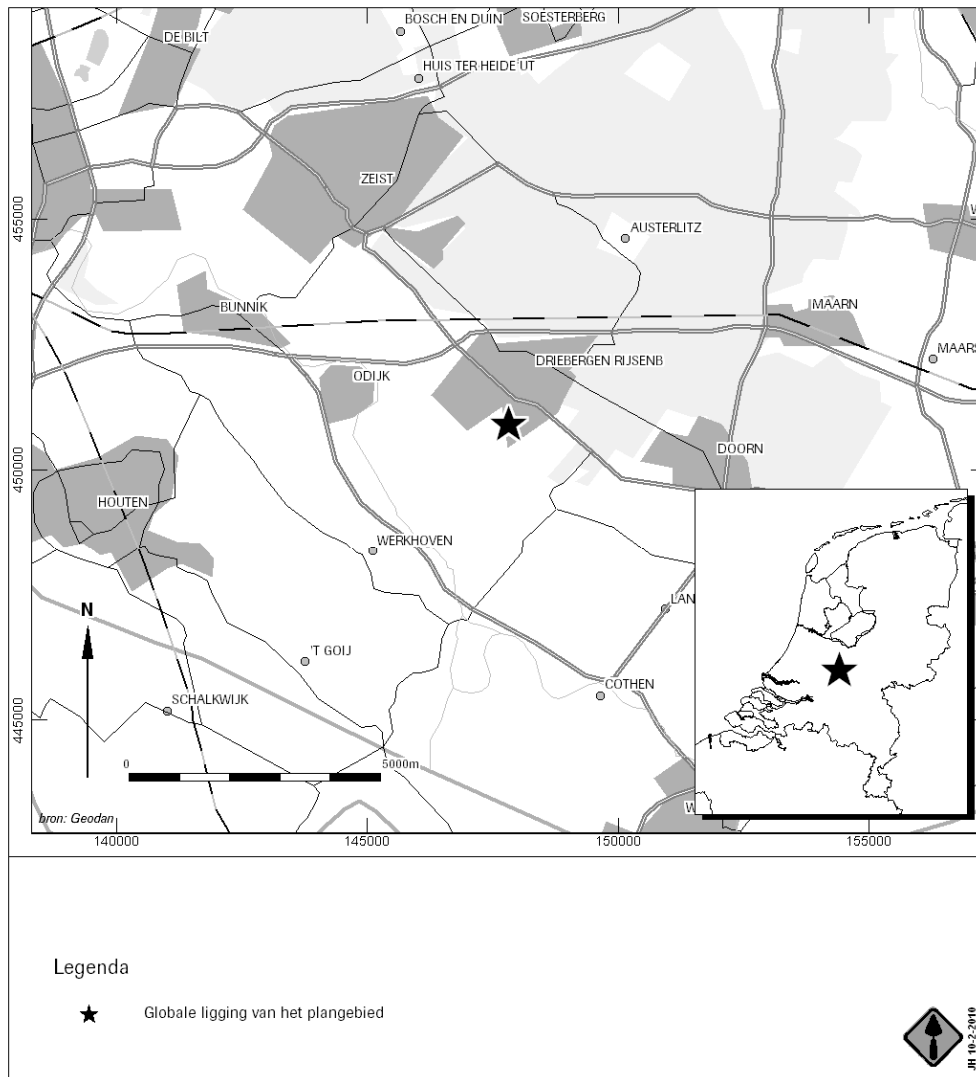 BOSCH EN DUIN
SOESTERBERG
DE BILT
HUIS TER HEIDE UT
ZEIST
455000
AUSTERLITZ
BUNNIK
MAARN
DRIEBERGEN RIJSENB
MAARS
ODIJK
DOORN
450000
HOUTEN
WERKHOVEN
LAN
N
'T GOIJ
COTHEN
SCHALKWIJK
445000
0 5000m
W
W
bron: Geodan
140000 145000 150000 155000
Legenda
Globale ligging van het plangebied
JH 10-2-2010